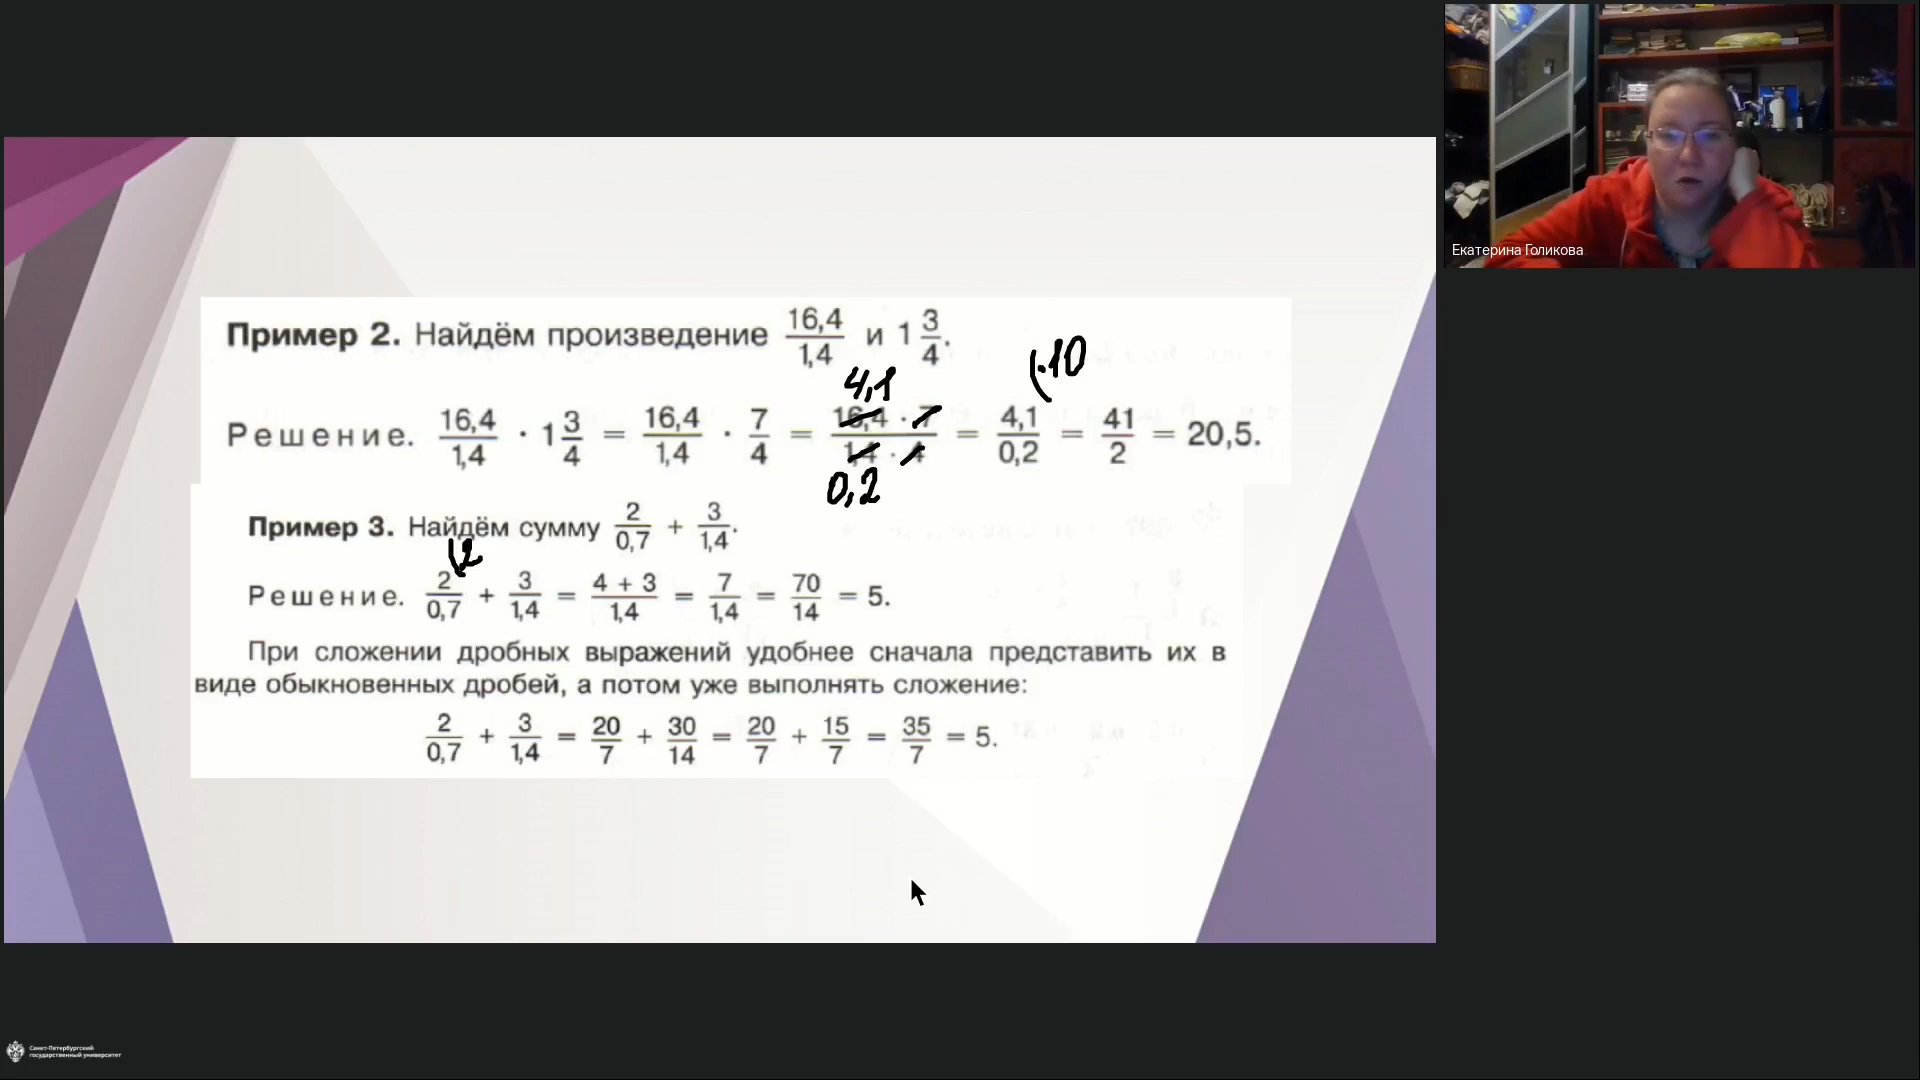 Пример 2. Найдём произведение 16,4/1,4 и 1 3/4.
4,1
(·10
Решение. 16,4/1,4 · 1 3/4 = 16,4/1,4 · 7/4 = 16,4 · 7/1,4 · 4 = 4,1/0,2 = 41/2 = 20,5.
0,2
Пример 3. Найдём сумму 2/0,7 + 3/1,4.
(2
Решение. 2/0,7 + 3/1,4 = 4 + 3/1,4 = 7/1,4 = 70/14 = 5.
При сложении дробных выражений удобнее сначала представить их в
виде обыкновенных дробей, а потом уже выполнять сложение:
2/0,7 + 3/1,4 = 20/7 + 30/14 = 20/7 + 15/7 = 35/7 = 5.
Екатерина Голикова
Санкт-Петербургский
государственный университет